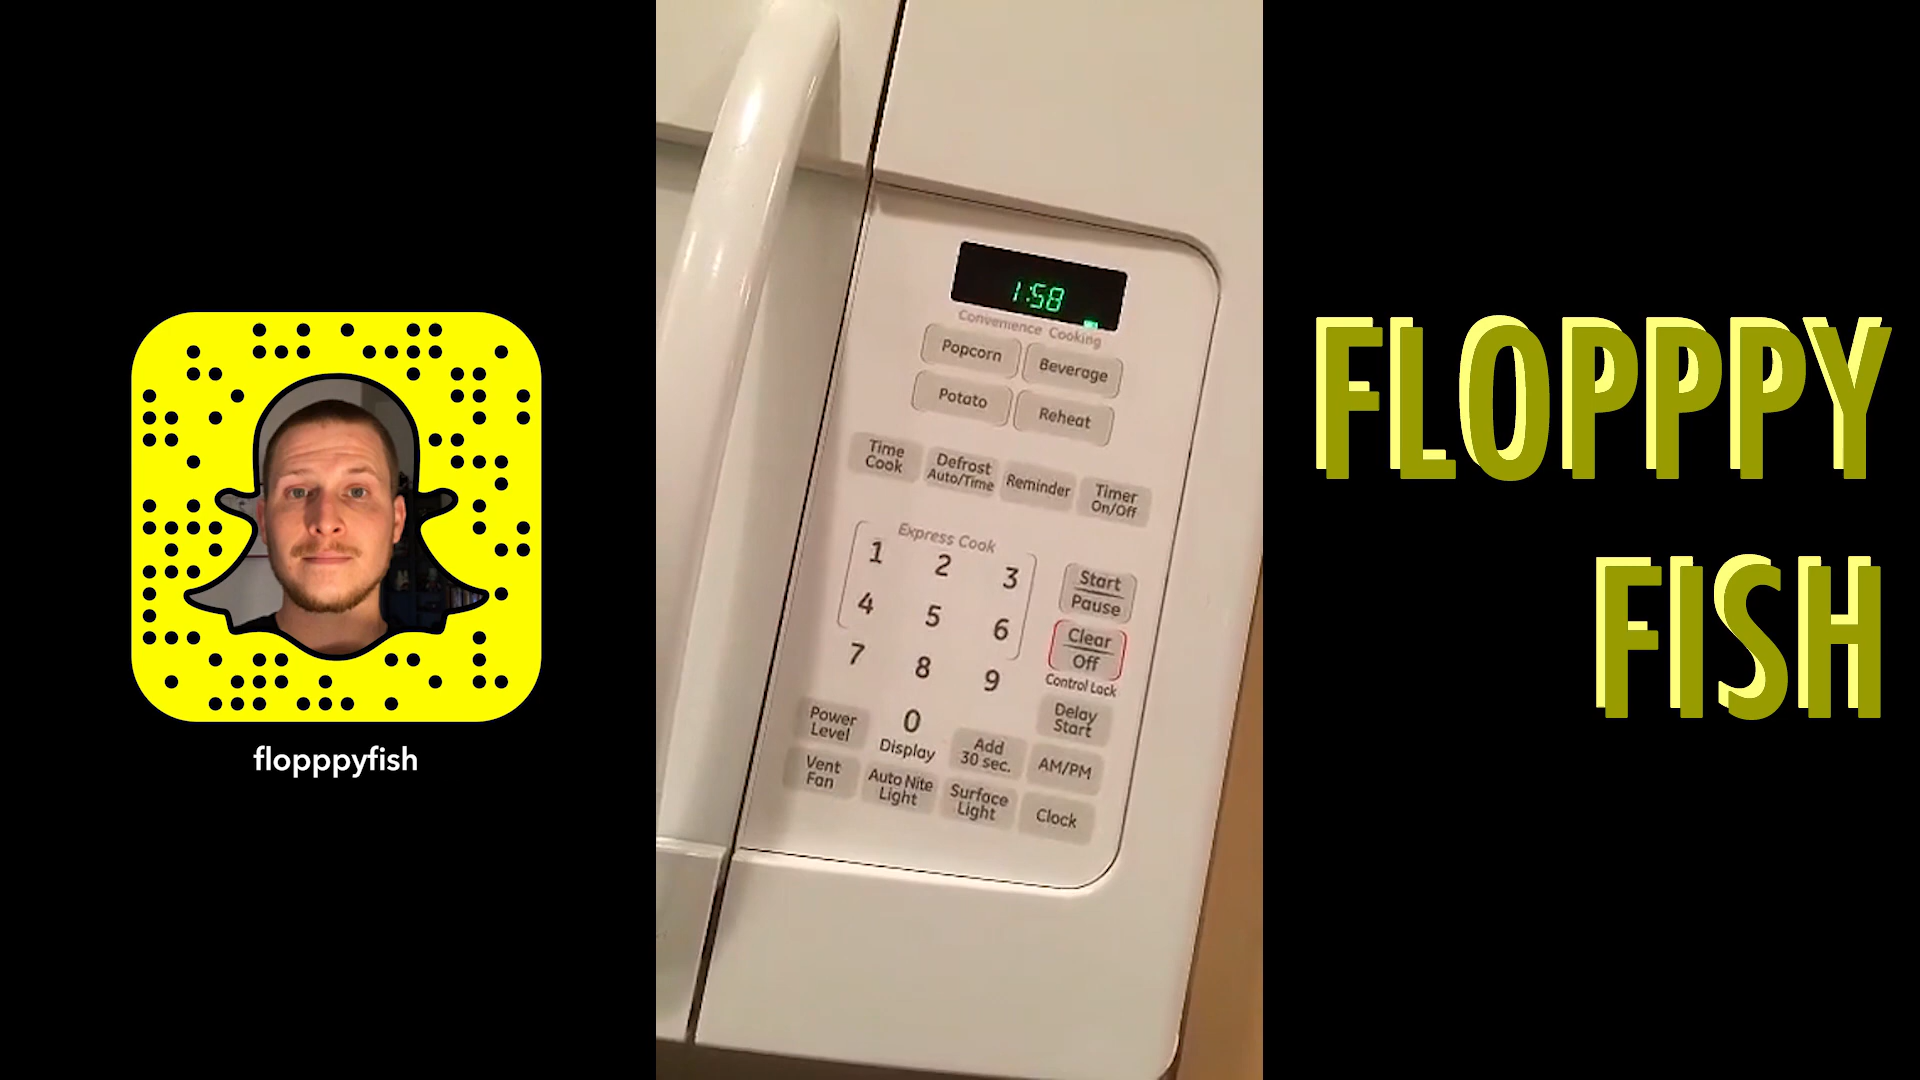 flopppyfish
1:58
Convenience Cooking
Popcorn
Beverage
Potato
Reheat
Time
Cook
Defrost
Auto/Time
Reminder
Timer
On/Off
Express Cook
1
2
3
4
5
6
7
8
9
0
Display
Start
Pause
Clear
Off
Control Lock
Delay
Start
Power
Level
Add
30 sec.
AM/PM
Vent
Fan
Auto Nite
Light
Surface
Light
Clock
FLOPPPY
FISH